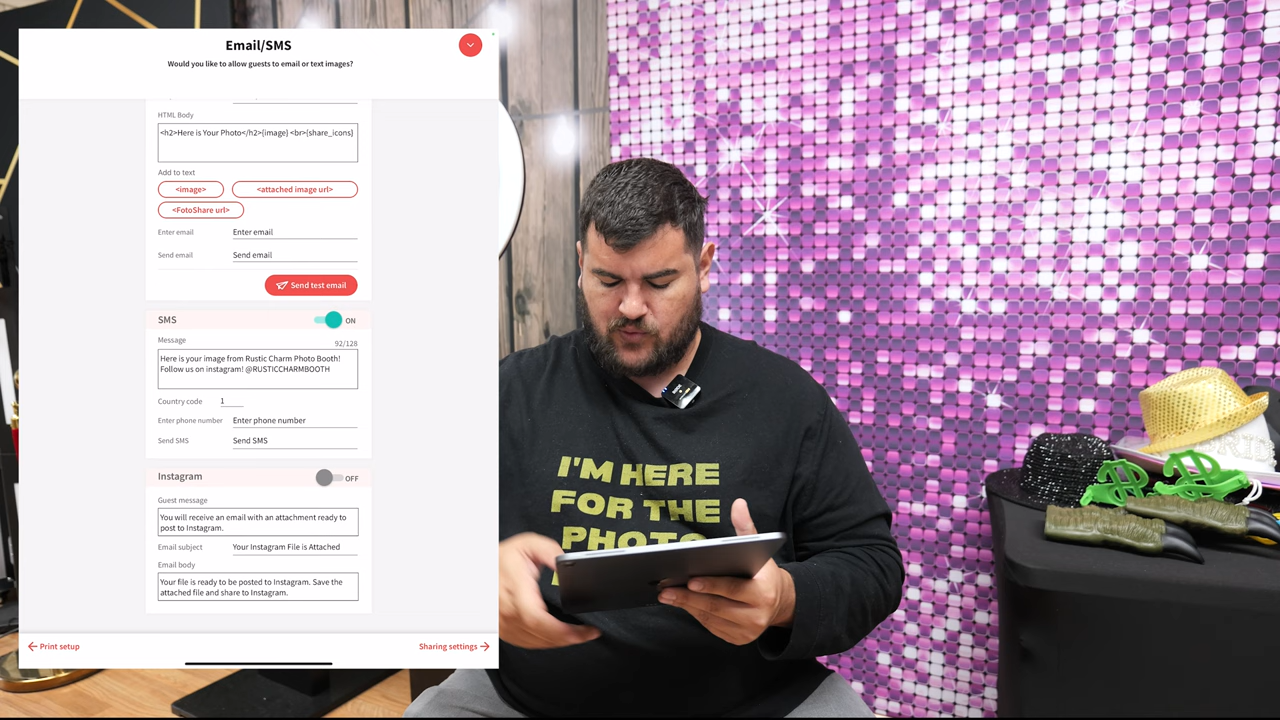 Email/SMS
Would you like to allow guests to email or text images?
HTML Body
<h2>Here is Your Photo</h2>{image} <br>{share_icons}
Add to text
<image>
<attached image url>
<FotoShare url>
Enter email
Enter email
Send email
Send email
Send test email
SMS
ON
Message
92/128
Here is your image from Rustic Charm Photo Booth!
Follow us on instagram! @RUSTICCHARMBOOTH
Country code
1
Enter phone number
Enter phone number
Send SMS
Send SMS
Instagram
OFF
Guest message
You will receive an email with an attachment ready to
post to Instagram.
Email subject
Your Instagram File is Attached
Email body
Your file is ready to be posted to Instagram. Save the
attached file and share to Instagram.
Print setup
Sharing settings
I'M HERE
FOR THE
PHOTO